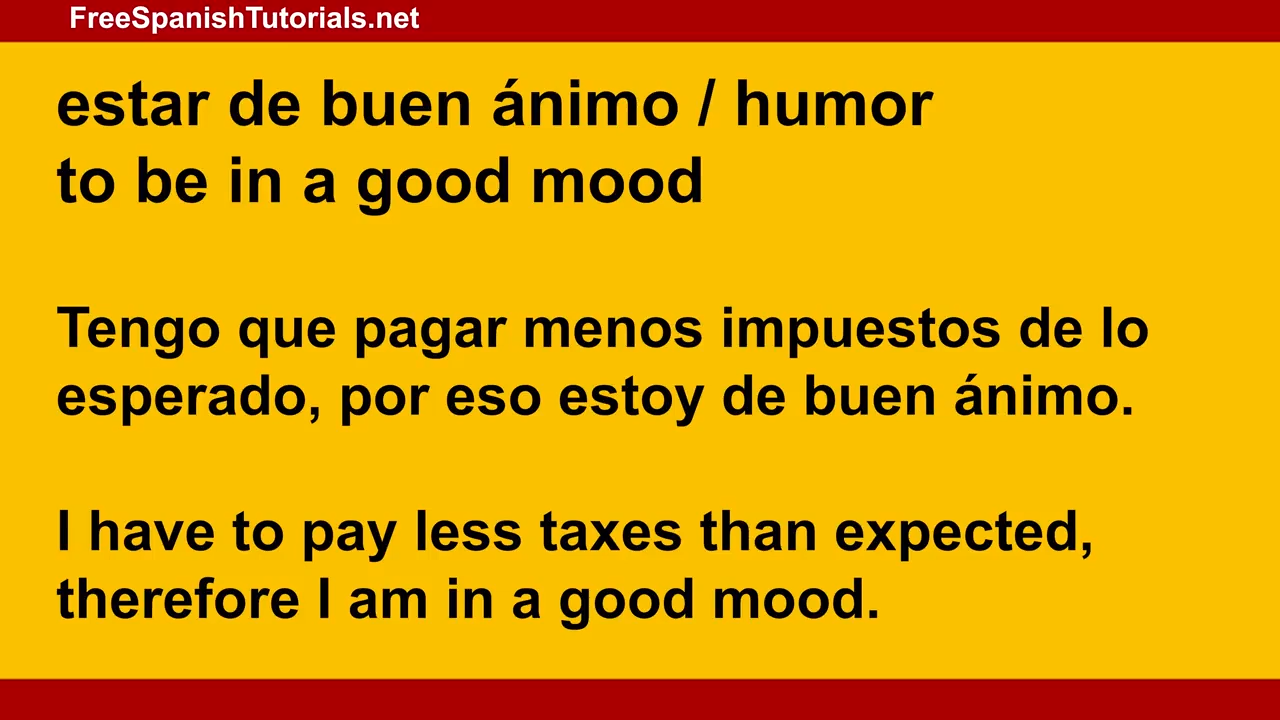 FreeSpanishTutorials.net
estar de buen ánimo / humor
to be in a good mood
Tengo que pagar menos impuestos de lo
esperado, por eso estoy de buen ánimo.
I have to pay less taxes than expected,
therefore I am in a good mood.